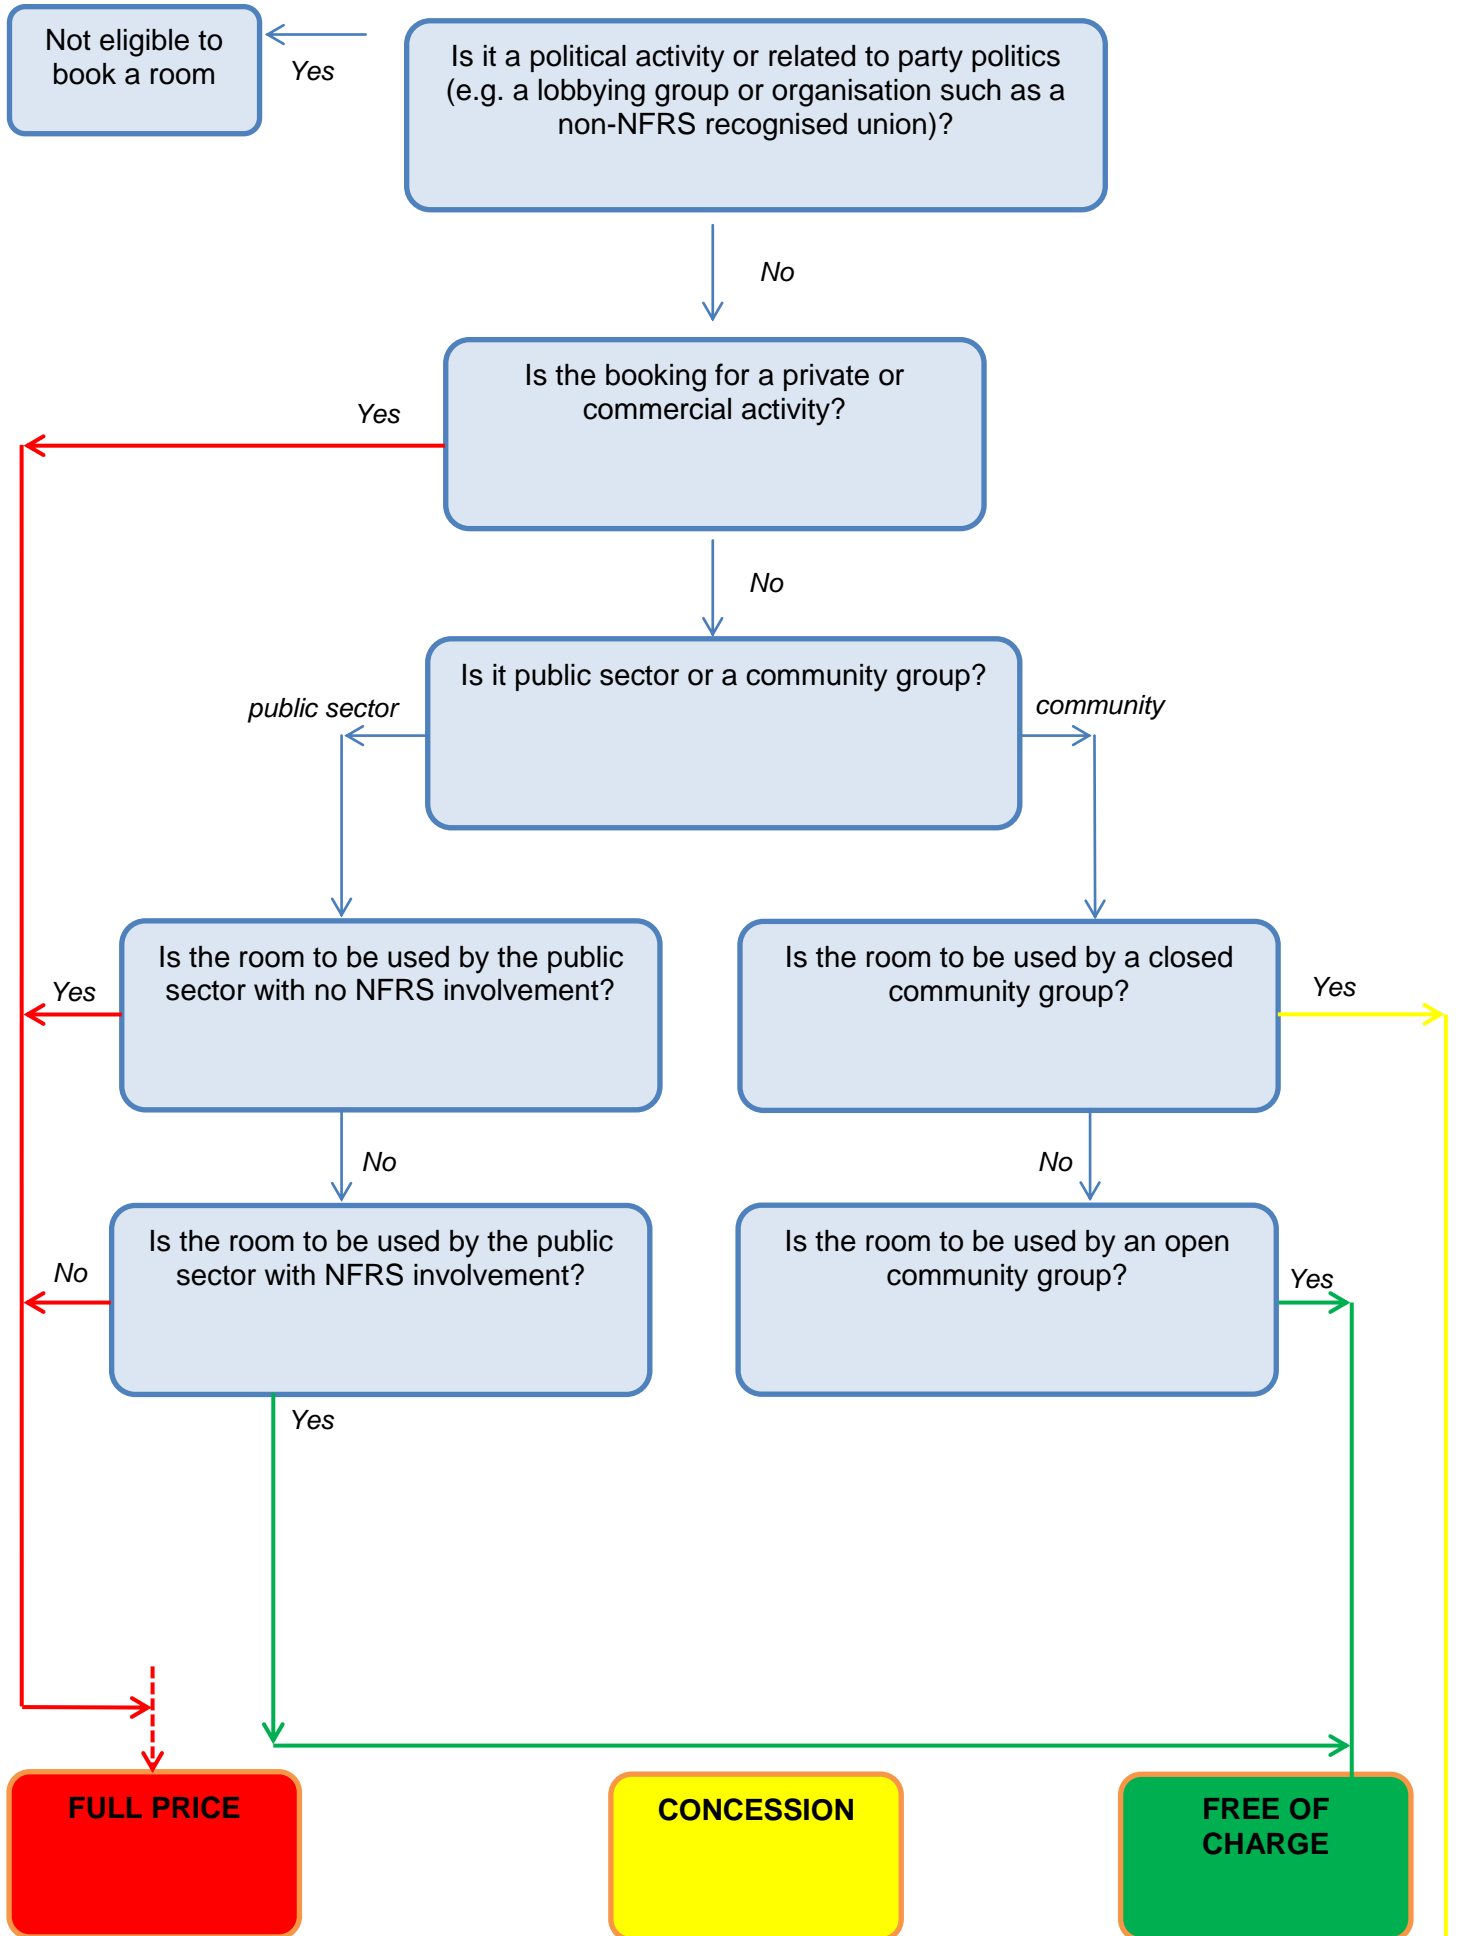 Not eligible to
book a room
Yes
Is it a political activity or related to party politics
(e.g. a lobbying group or organisation such as a
non-NFRS recognised union)?
No
Is the booking for a private or
commercial activity?
Yes
No
Is it public sector or a community group?
public sector
community
Is the room to be used by the public
sector with no NFRS involvement?
Yes
Is the room to be used by a closed
community group?
Yes
No
No
Is the room to be used by the public
sector with NFRS involvement?
No
Is the room to be used by an open
community group?
Yes
Yes
FULL PRICE
CONCESSION
FREE OF
CHARGE